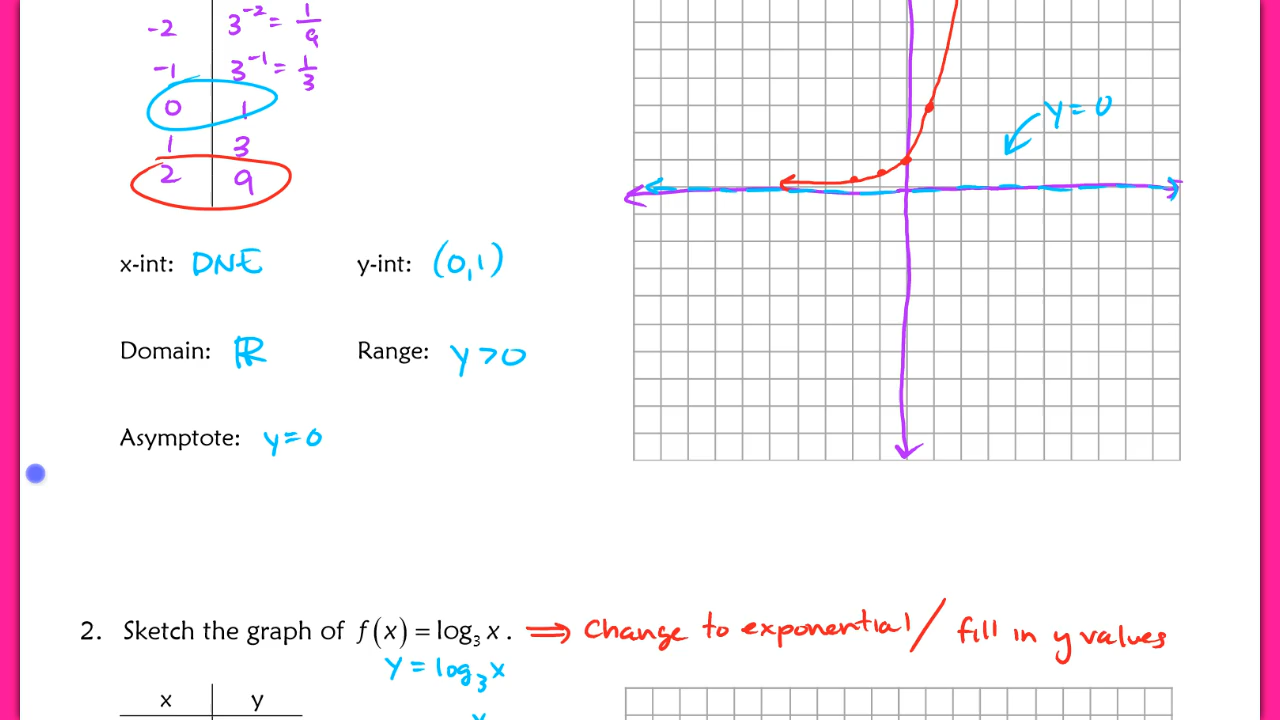 -2 3⁻² = 1/9
-1 3⁻¹ = 1/3
0 1
1 3
2 9
y = 0
x-int: DNE y-int: (0,1)
Domain: ℝ Range: y > 0
Asymptote: y = 0
2. Sketch the graph of f(x) = log₃ x. ⇒ Change to exponential / fill in y values
y = log₃ x
x y